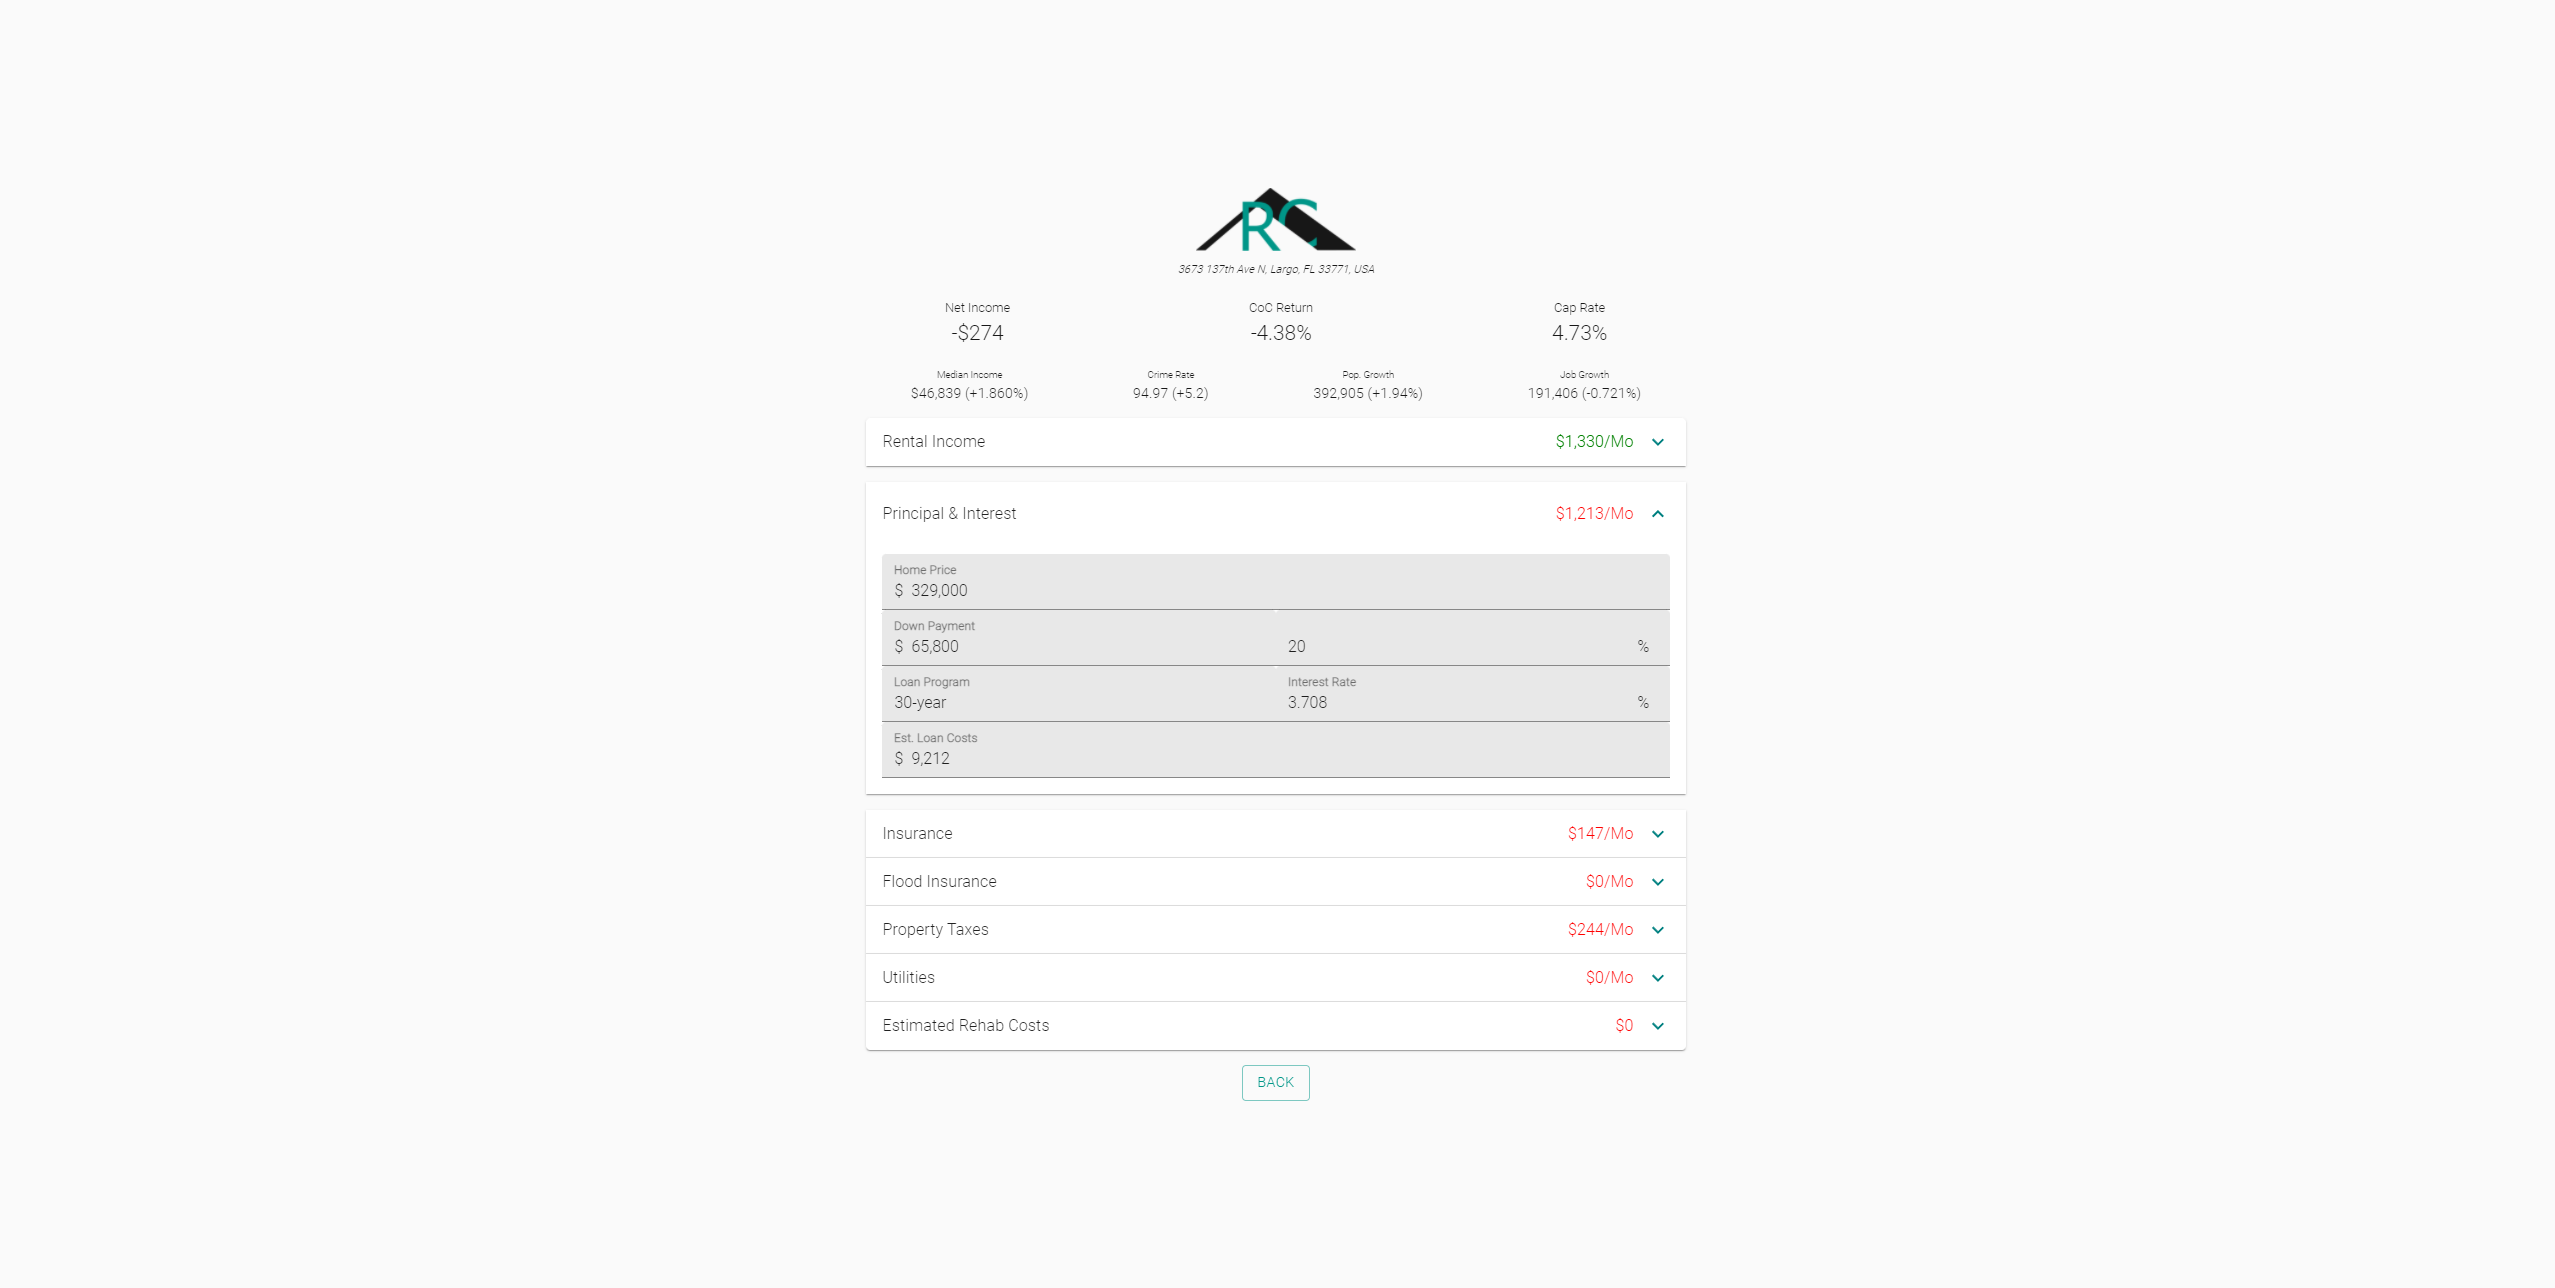 RC
3673 137th Ave N, Largo, FL 33771, USA
Net Income CoC Return Cap Rate
-$274 -4.38% 4.73%
Median Income Crime Rate Pop. Growth Job Growth
$46,839 (+1.860%) 94.97 (+5.2) 392,905 (+1.94%) 191,406 (-0.721%)
Rental Income $1,330/Mo
Principal & Interest $1,213/Mo
Home Price
$ 329,000
Down Payment
$ 65,800 20 %
Loan Program Interest Rate
30-year 3.708 %
Est. Loan Costs
$ 9,212
Insurance $147/Mo
Flood Insurance $0/Mo
Property Taxes $244/Mo
Utilities $0/Mo
Estimated Rehab Costs $0
BACK